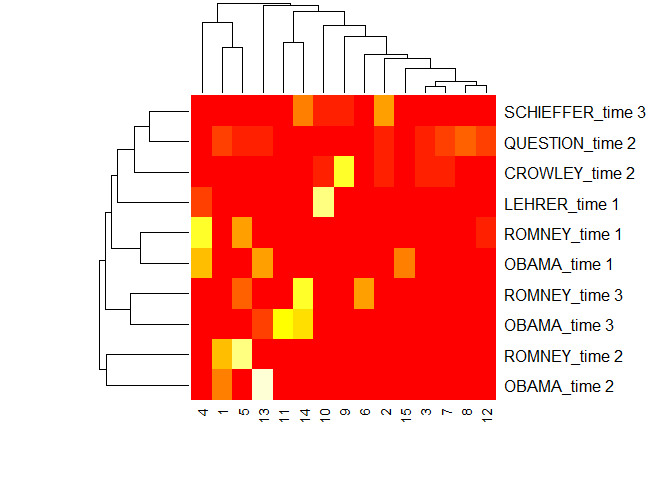 SCHIEFFER_time 3
QUESTION_time 2
CROWLEY_time 2
LEHRER_time 1
ROMNEY_time 1
OBAMA_time 1
ROMNEY_time 3
OBAMA_time 3
ROMNEY_time 2
OBAMA_time 2
4 1 5 13 11 14 10 9 6 2 15 3 7 8 12